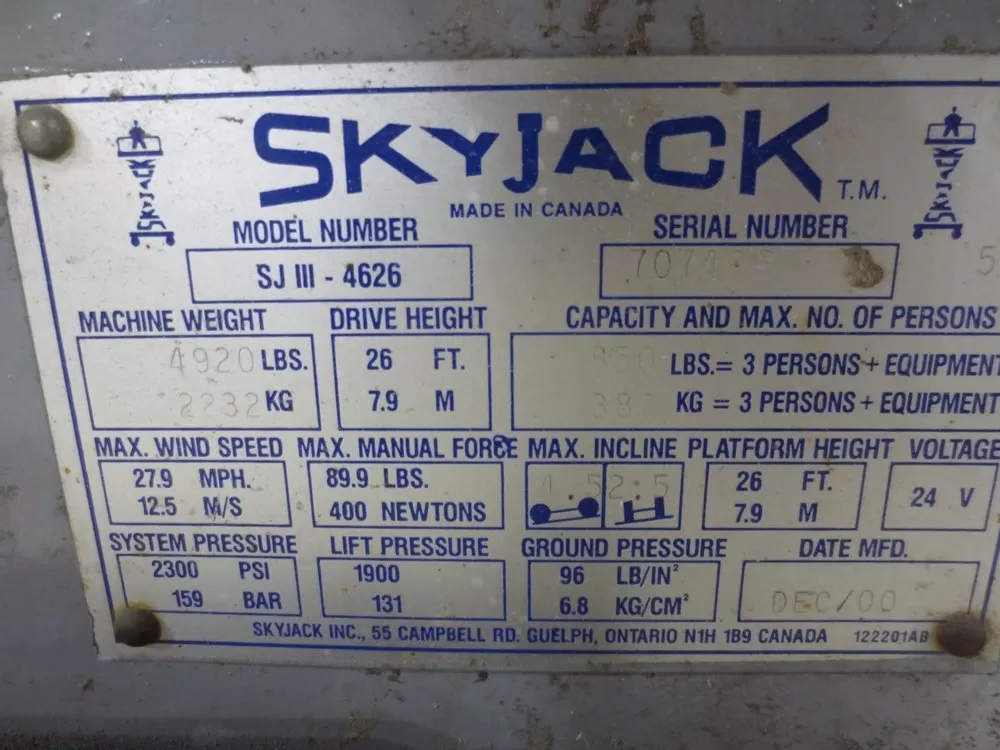 SKYJACK T.M.
SKYJACK
SKYJACK
MADE IN CANADA
MODEL NUMBER
SERIAL NUMBER
SJ III - 4626
5
MACHINE WEIGHT DRIVE HEIGHT CAPACITY AND MAX. NO. OF PERSONS
4920 LBS. 26 FT. LBS.= 3 PERSONS + EQUIPMENT
2232 KG 7.9 M KG = 3 PERSONS + EQUIPMENT
MAX. WIND SPEED MAX. MANUAL FORCE MAX. INCLINE PLATFORM HEIGHT VOLTAGE
27.9 MPH. 89.9 LBS. 26 FT. 24 V
12.5 M/S 400 NEWTONS 7.9 M
SYSTEM PRESSURE LIFT PRESSURE GROUND PRESSURE DATE MFD.
2300 PSI 1900 96 LB/IN²
159 BAR 131 6.8 KG/CM² DEC/00
SKYJACK INC., 55 CAMPBELL RD. GUELPH, ONTARIO N1H 1B9 CANADA 122201AB